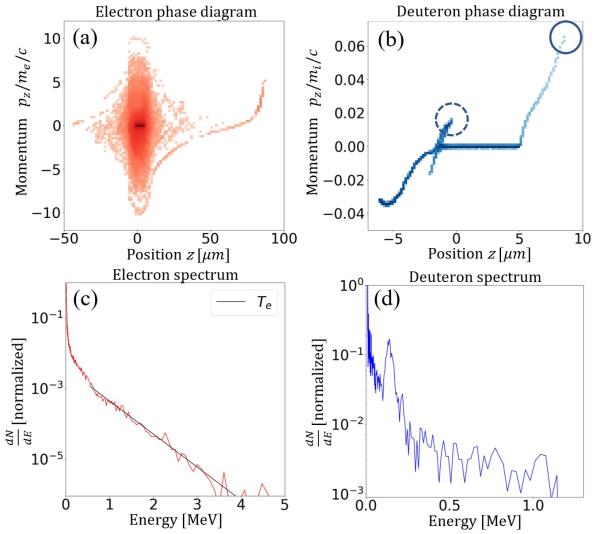 Electron phase diagram
Deuteron phase diagram
(a)
(b)
Momentum p_z/m_e/c
10
5
0
−5
−10
−50
0
50
100
Position z [μm]
Momentum p_z/m_i/c
0.06
0.04
0.02
0.00
−0.02
−0.04
−5
0
5
10
Position z [μm]
Electron spectrum
Deuteron spectrum
(c)
T_e
(d)
dN/dE [normalized]
10^−1
10^−3
10^−5
0
1
2
3
4
5
Energy [MeV]
dN/dE [normalized]
10^0
10^−1
10^−2
10^−3
0.0
0.5
1.0
Energy [MeV]